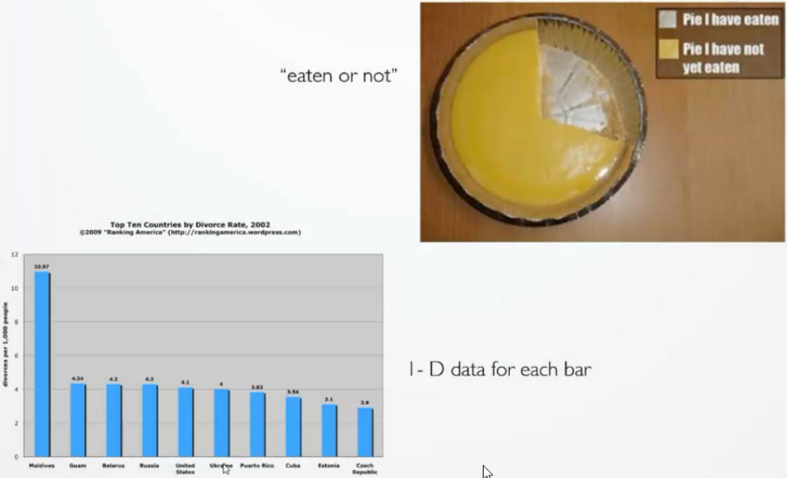 Pie I have eaten
Pie I have not
yet eaten
“eaten or not”
Top Ten Countries by Divorce Rate, 2002
©2009 "Ranking America" (http://rankingamerica.wordpress.com)
divorces per 1,000 people
12
10
8
6
4
2
0
10.97
4.34
4.3
4.3
4.1
4
3.82
3.54
3.1
2.9
Maldives
Guam
Belarus
Russia
United
States
Ukraine
Puerto Rico
Cuba
Estonia
Czech
Republic
1- D data for each bar